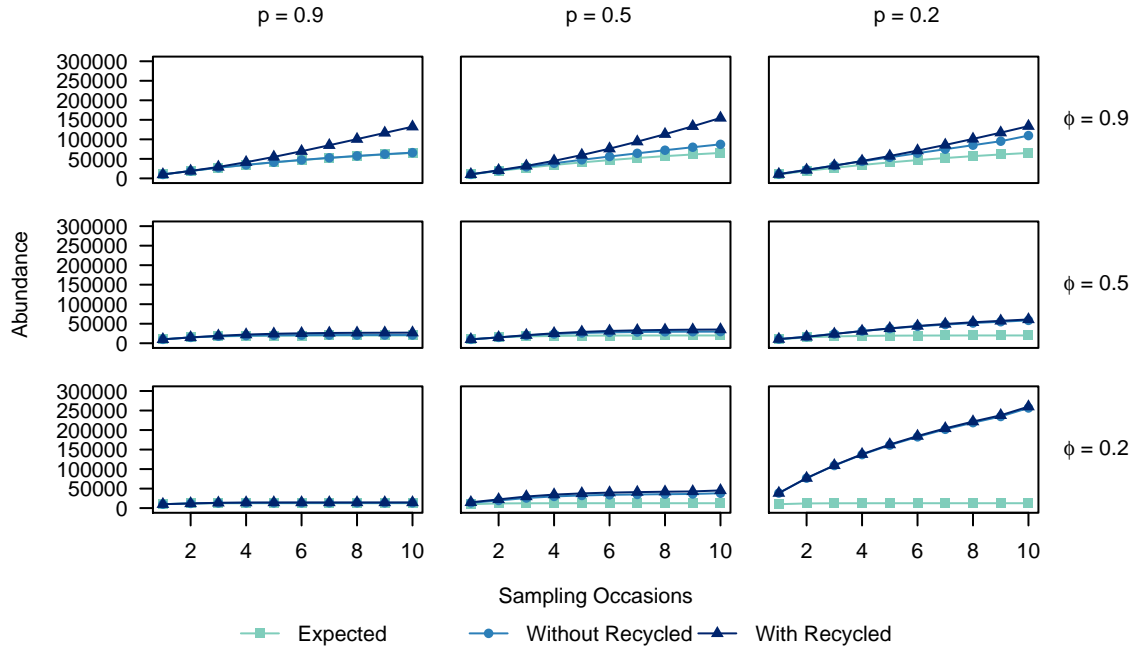 p = 0.9 p = 0.5 p = 0.2
300000
250000
200000
150000
100000
50000
0
ϕ = 0.9
300000
250000
200000
150000
100000
50000
0
ϕ = 0.5
Abundance
300000
250000
200000
150000
100000
50000
0
ϕ = 0.2
2 4 6 8 10 2 4 6 8 10 2 4 6 8 10
Sampling Occasions
Expected Without Recycled With Recycled